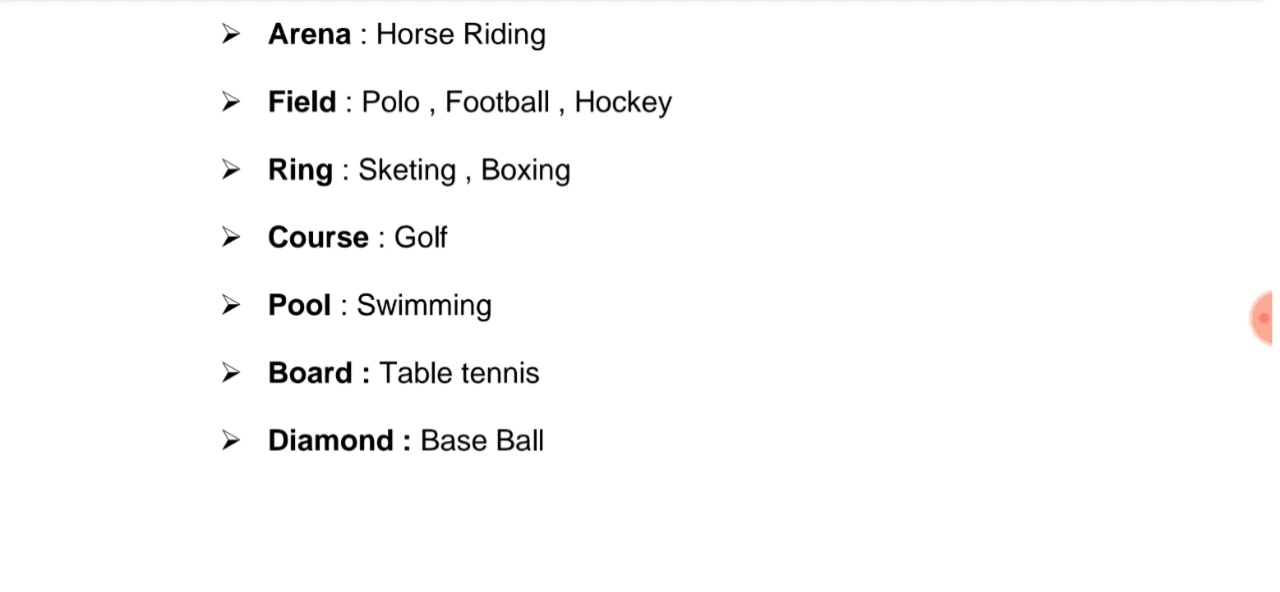 ➢ Arena : Horse Riding
➢ Field : Polo , Football , Hockey
➢ Ring : Sketing , Boxing
➢ Course : Golf
➢ Pool : Swimming
➢ Board : Table tennis
➢ Diamond : Base Ball